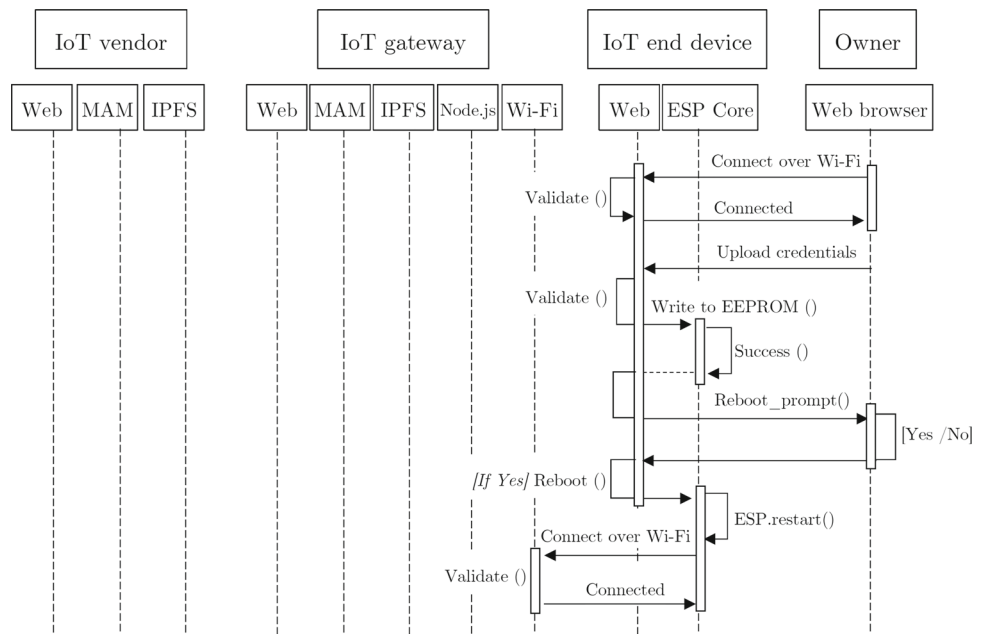 IoT vendor
IoT gateway
IoT end device
Owner
Web
MAM
IPFS
Web
MAM
IPFS
Node.js
Wi-Fi
Web
ESP Core
Web browser
Connect over Wi-Fi
Validate ()
Connected
Upload credentials
Validate ()
Write to EEPROM ()
Success ()
Reboot_prompt()
[Yes /No]
[If Yes] Reboot ()
ESP.restart()
Connect over Wi-Fi
Validate ()
Connected